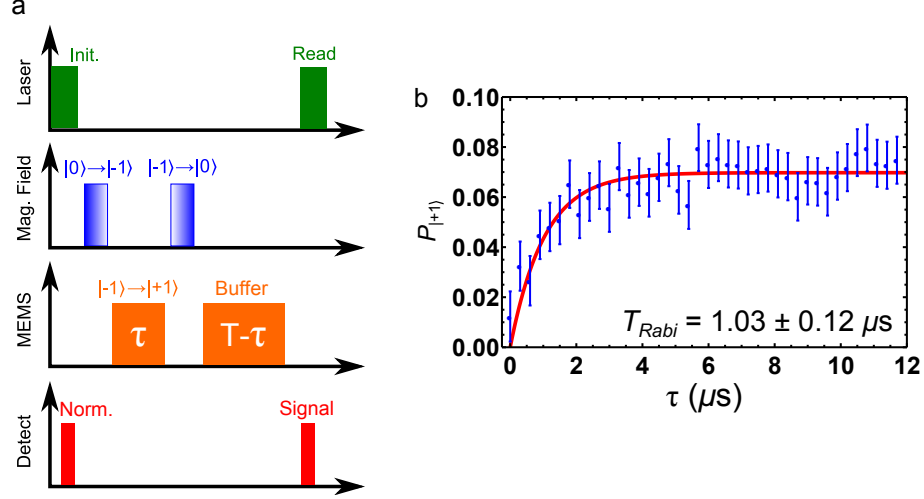 a
Laser
Init.
Read
Mag. Field
|0⟩→|-1⟩
|-1⟩→|0⟩
MEMS
|-1⟩→|+1⟩
Buffer
τ
T-τ
Detect
Norm.
Signal
b
P|+1⟩
0.10
0.08
0.06
0.04
0.02
0.00
T_Rabi = 1.03 ± 0.12 μs
0 2 4 6 8 10 12
τ (μs)